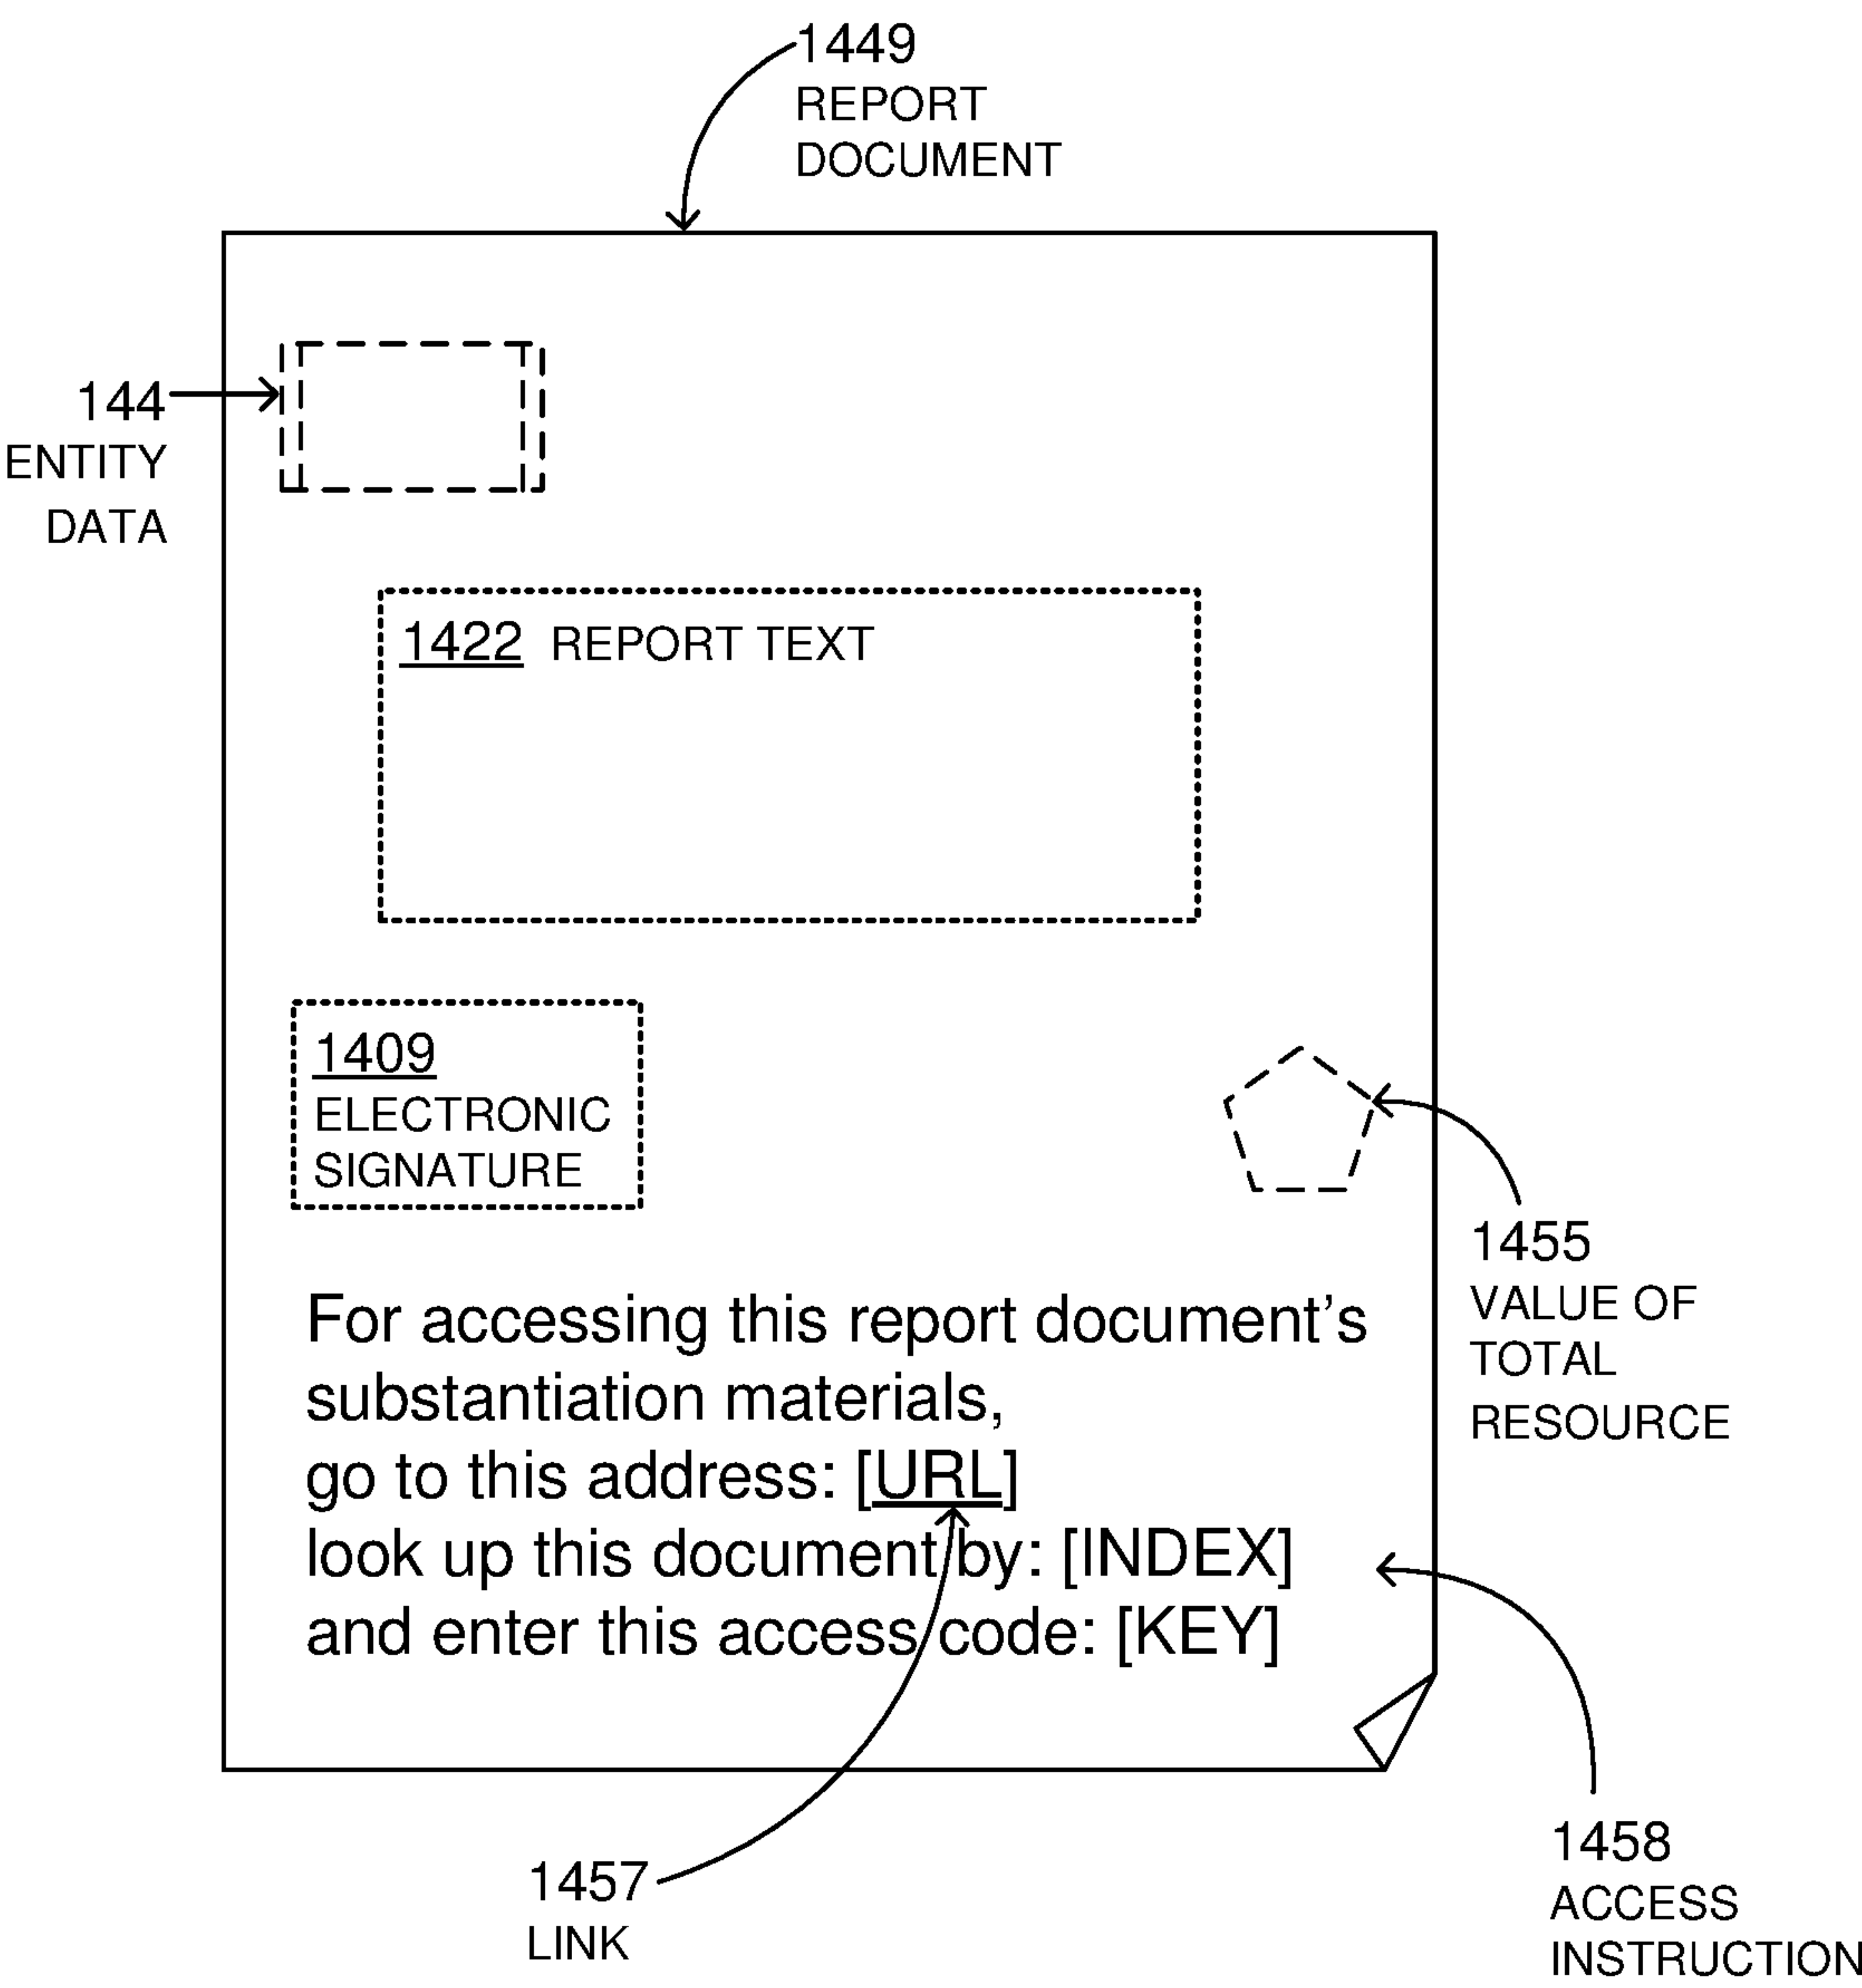 1449
REPORT
DOCUMENT
144
ENTITY
DATA
1422 REPORT TEXT
1409
ELECTRONIC
SIGNATURE
1455
VALUE OF
TOTAL
RESOURCE
For accessing this report document's
substantiation materials,
go to this address: [URL]
look up this document by: [INDEX]
and enter this access code: [KEY]
1457
LINK
1458
ACCESS
INSTRUCTION